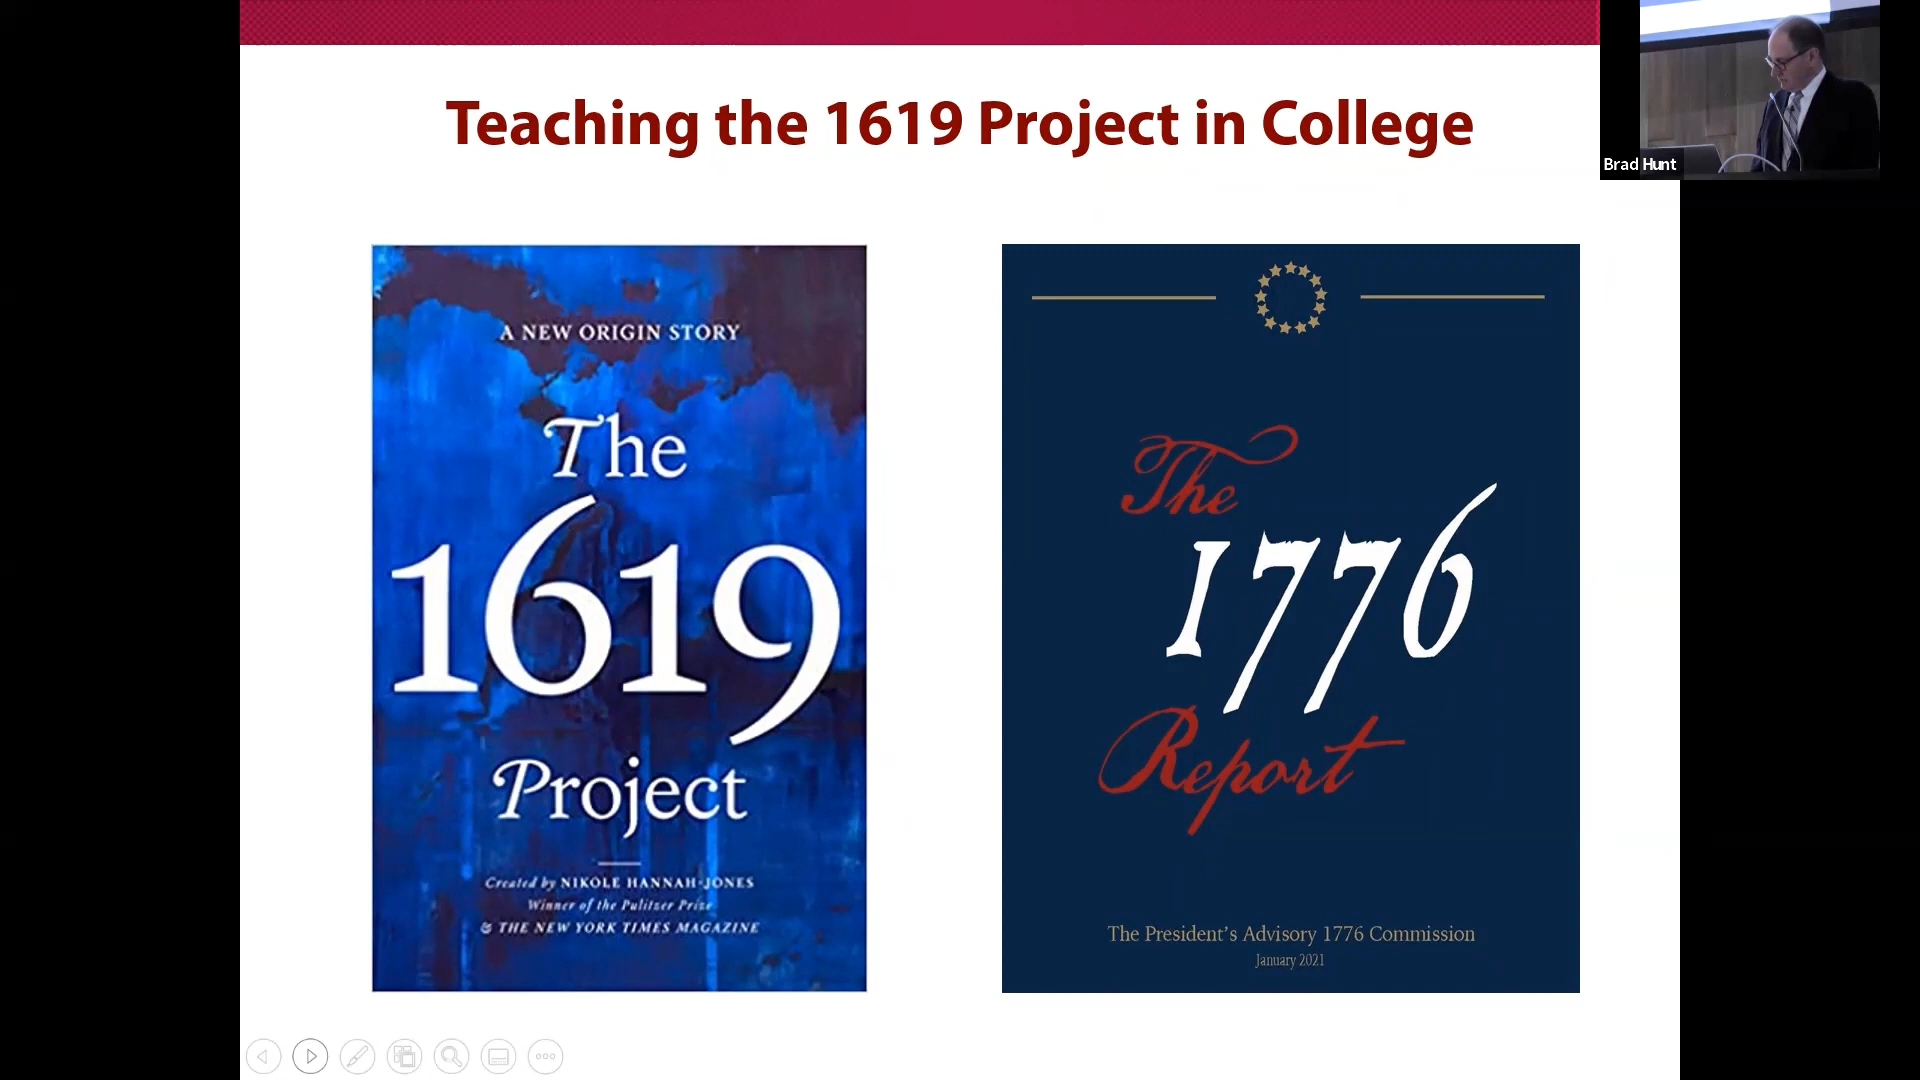 Teaching the 1619 Project in College
Brad Hunt
A NEW ORIGIN STORY
The
1619
Project
Created by NIKOLE HANNAH-JONES
Winner of the Pulitzer Prize
& THE NEW YORK TIMES MAGAZINE
The
1776
Report
The President's Advisory 1776 Commission
January 2021